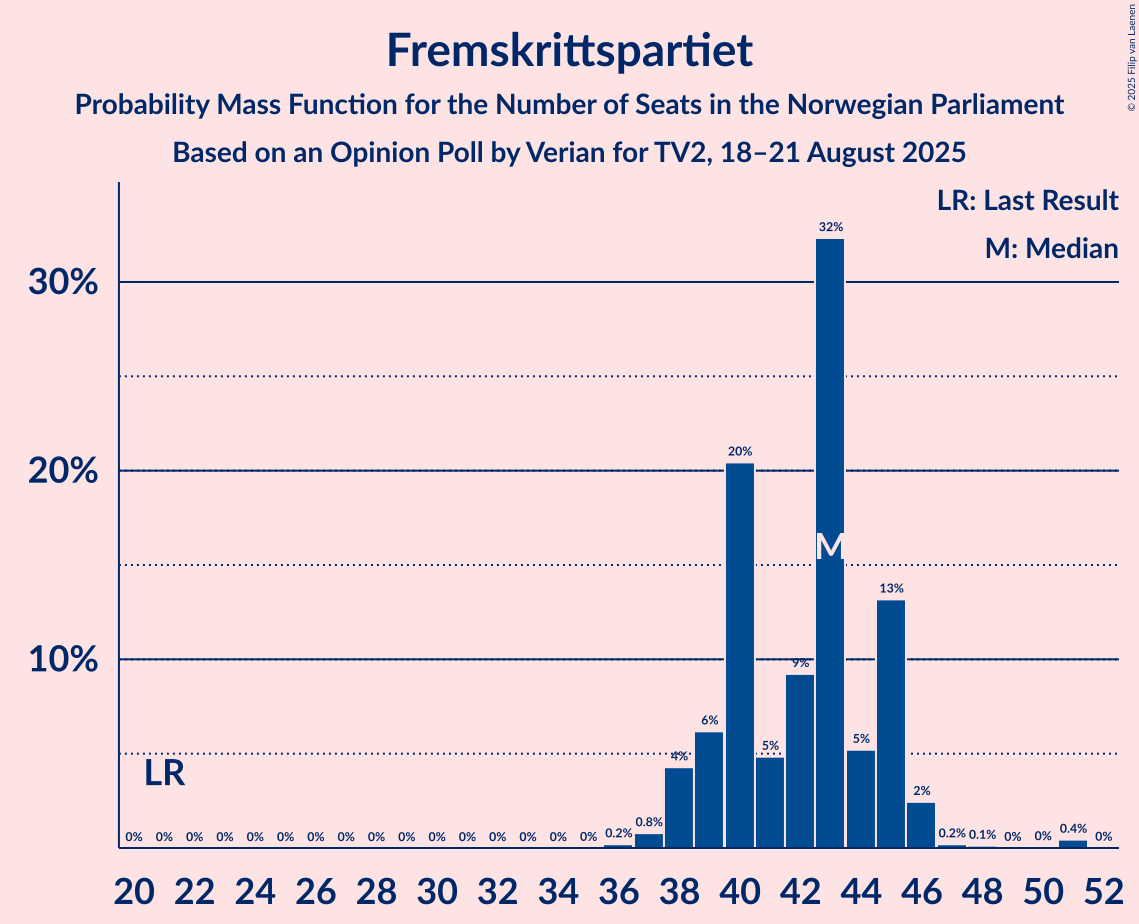 Fremskrittspartiet
Probability Mass Function for the Number of Seats in the Norwegian Parliament
Based on an Opinion Poll by Verian for TV2, 18–21 August 2025
© 2025 Filip van Laenen
LR: Last Result
M: Median
32%
30%
20%
20%
M
13%
10%
9%
6%
5%
5%
4%
LR
0% 0% 0% 0% 0% 0% 0% 0% 0% 0% 0% 0% 0% 0% 0% 0% 0.2% 0.8% 2% 0.2% 0.1% 0% 0% 0.4% 0%
20 22 24 26 28 30 32 34 36 38 40 42 44 46 48 50 52